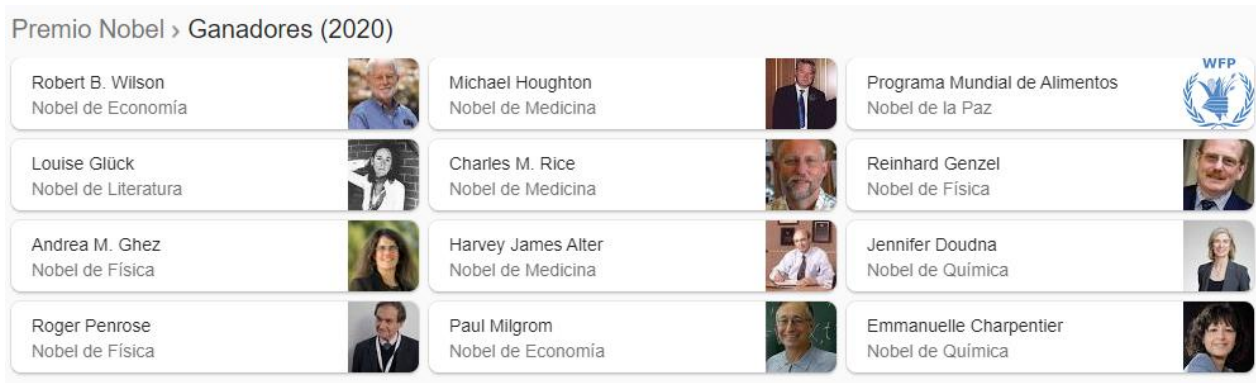 Premio Nobel › Ganadores (2020)
Robert B. Wilson
Nobel de Economía
Michael Houghton
Nobel de Medicina
Programa Mundial de Alimentos
Nobel de la Paz
WFP
Louise Glück
Nobel de Literatura
Charles M. Rice
Nobel de Medicina
Reinhard Genzel
Nobel de Física
Andrea M. Ghez
Nobel de Física
Harvey James Alter
Nobel de Medicina
Jennifer Doudna
Nobel de Química
Roger Penrose
Nobel de Física
Paul Milgrom
Nobel de Economía
Emmanuelle Charpentier
Nobel de Química